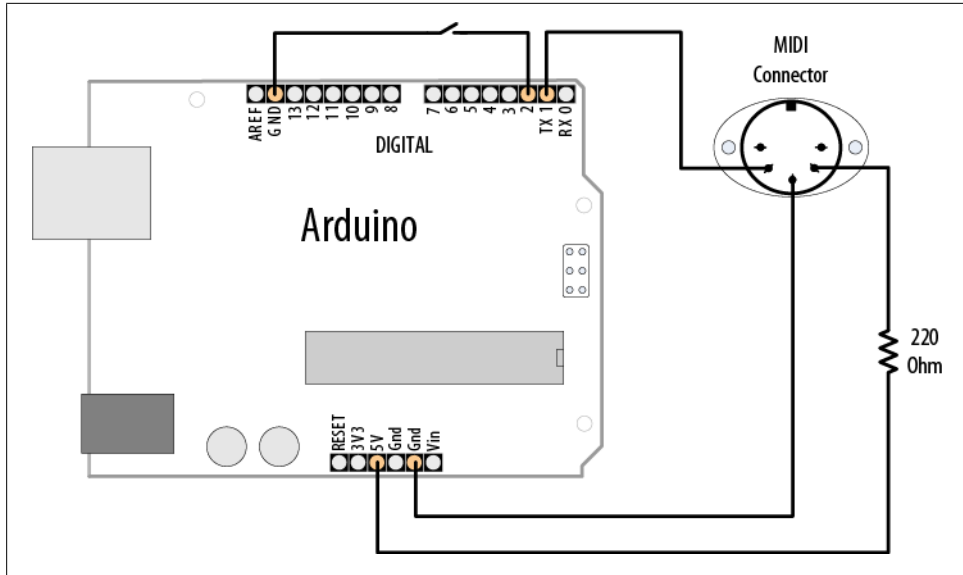 MIDI
Connector
AREF
GND
13
12
11
10
9
8
7
6
5
4
3
2
TX 1
RX 0
DIGITAL
Arduino
220
Ohm
RESET
3V3
5V
Gnd
Gnd
Vin